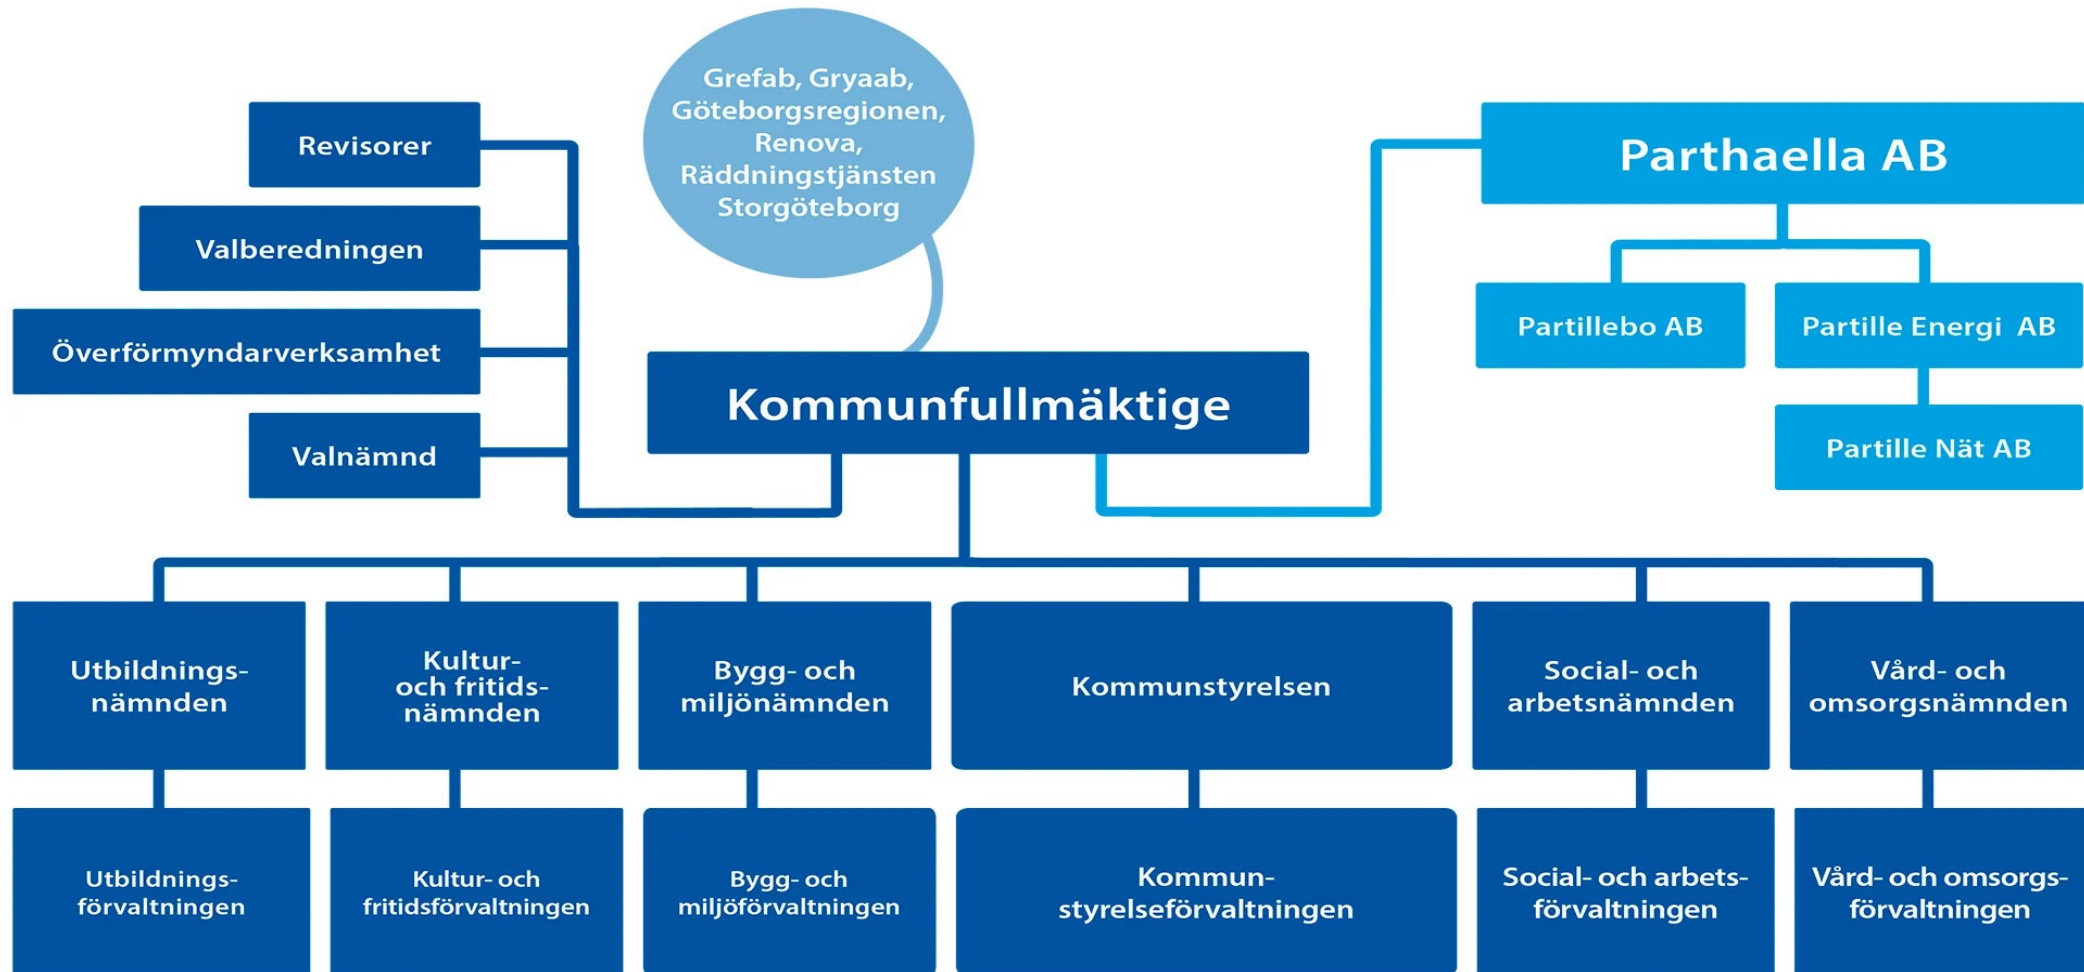 Grefab, Gryaab,
Göteborgsregionen,
Renova,
Räddningstjänsten
Storgöteborg
Revisorer
Valberedningen
Överförmyndarverksamhet
Valnämnd
Kommunfullmäktige
Parthaella AB
Partillebo AB
Partille Energi AB
Partille Nät AB
Utbildnings-
nämnden
Kultur-
och fritids-
nämnden
Bygg- och
miljönämnden
Kommunstyrelsen
Social- och
arbetsnämnden
Vård- och
omsorgsnämnden
Utbildnings-
förvaltningen
Kultur- och
fritidsförvaltningen
Bygg- och
miljöförvaltningen
Kommun-
styrelseförvaltningen
Social- och arbets-
förvaltningen
Vård- och omsorgs-
förvaltningen